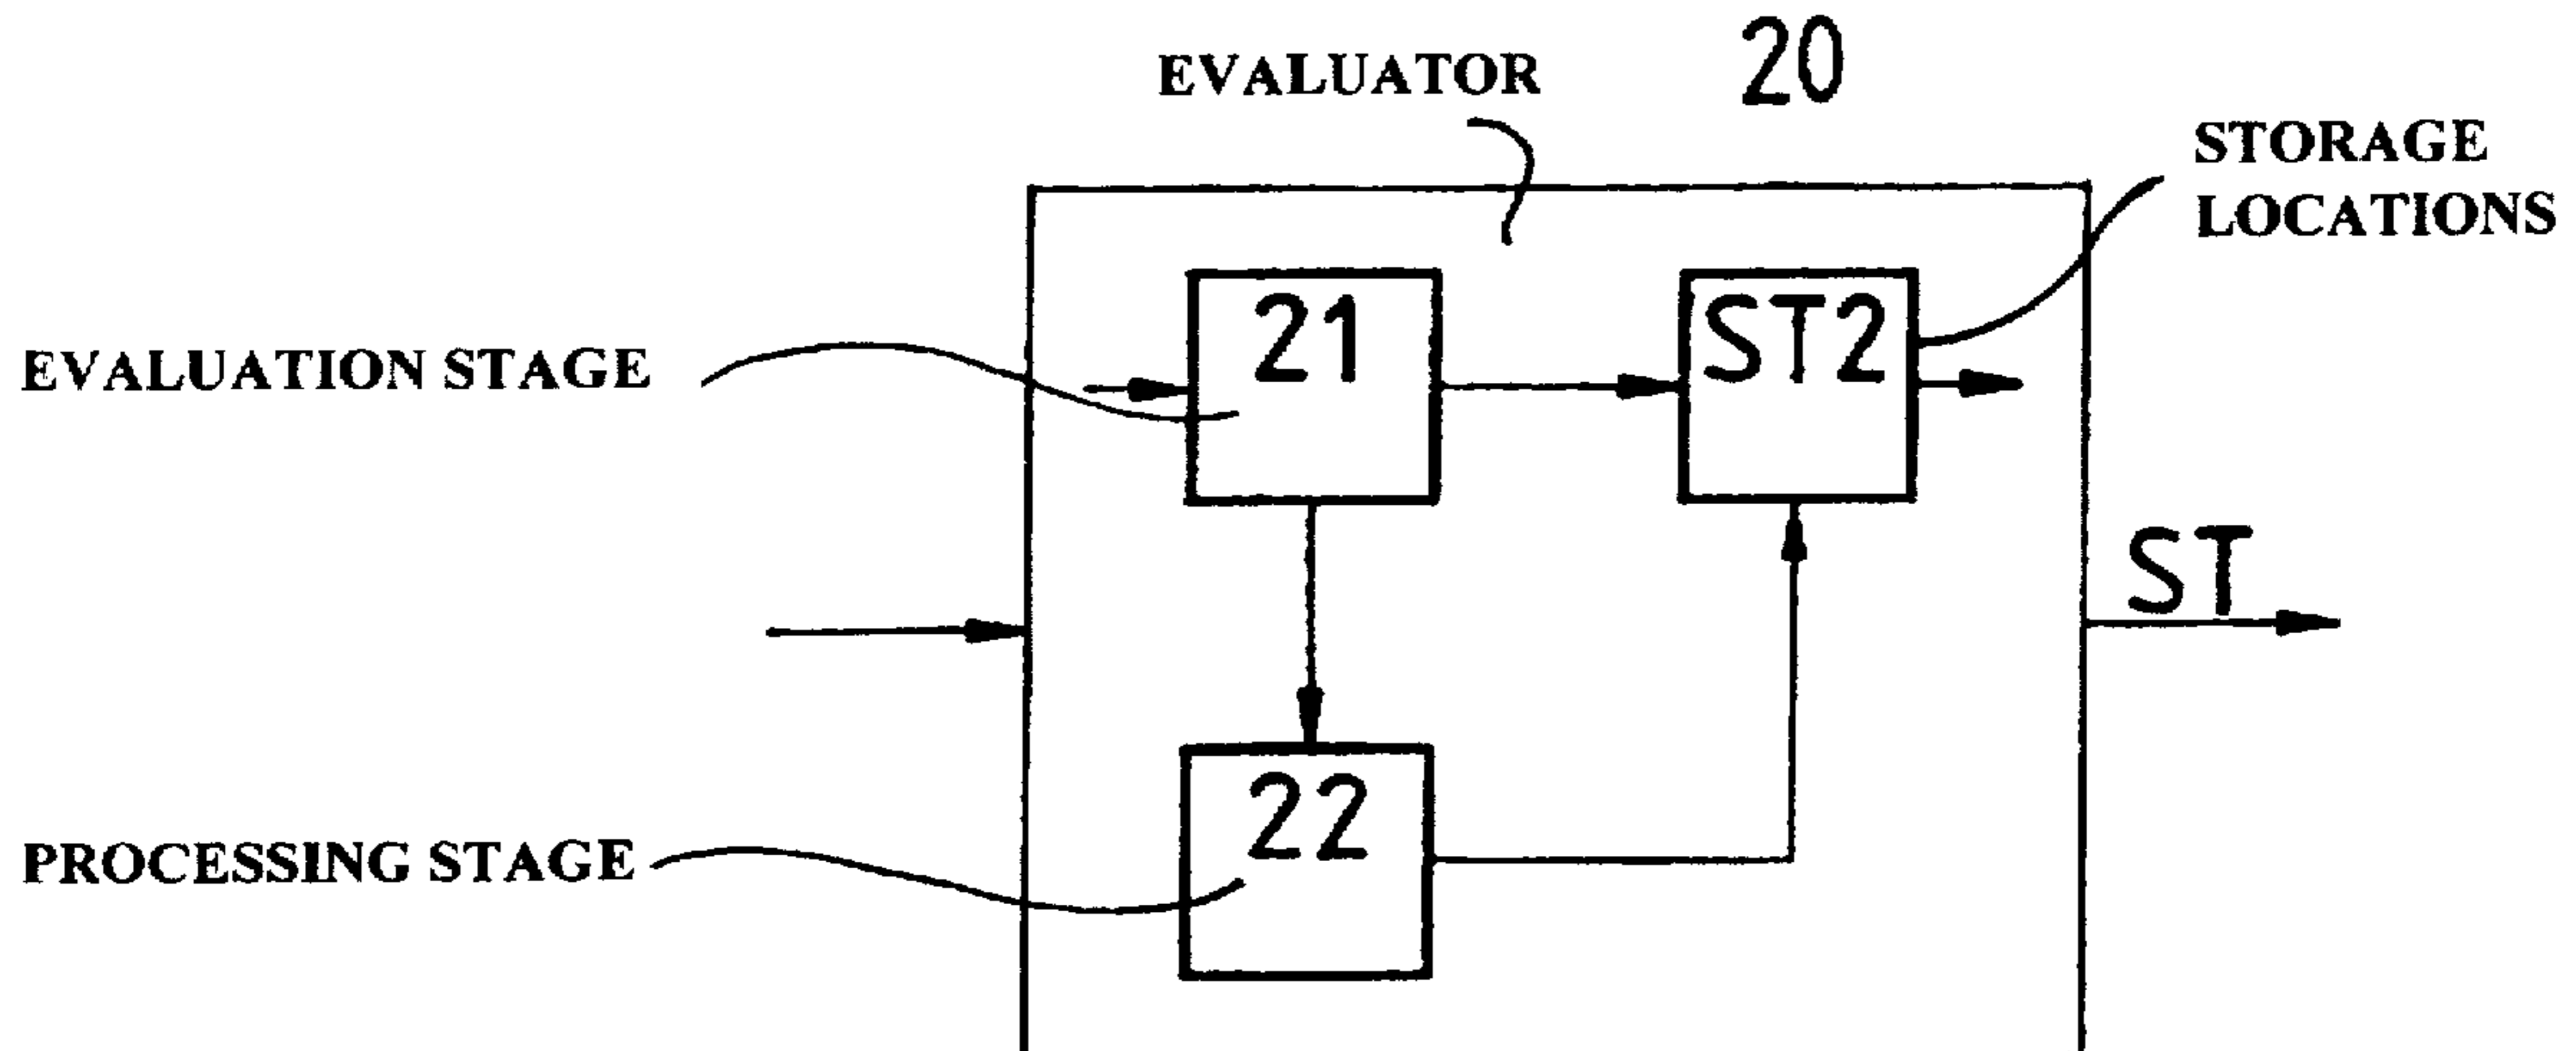 EVALUATOR
20
STORAGE
LOCATIONS
21
ST2
EVALUATION STAGE
ST
22
PROCESSING STAGE